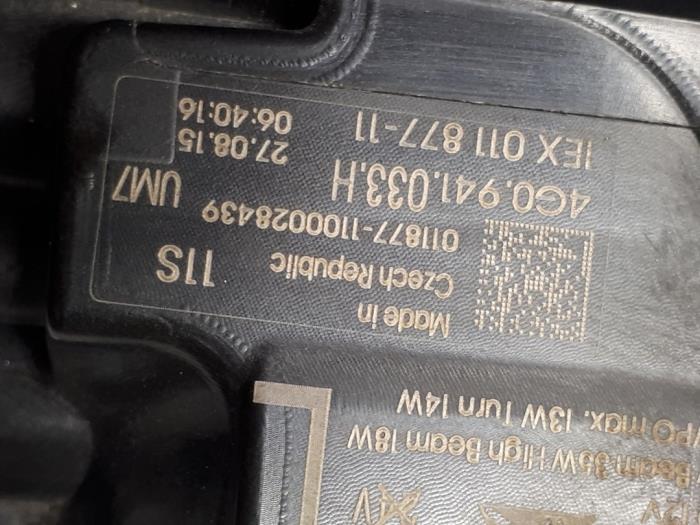 12V
Beam 35W High Beam 18W
PO max. 13W Turn 14W
Made in
Czech Republic 11S
011877-1100028439
4G0.941.033.H UM7
27.08.15
1EX 011 877-11 06:40:16